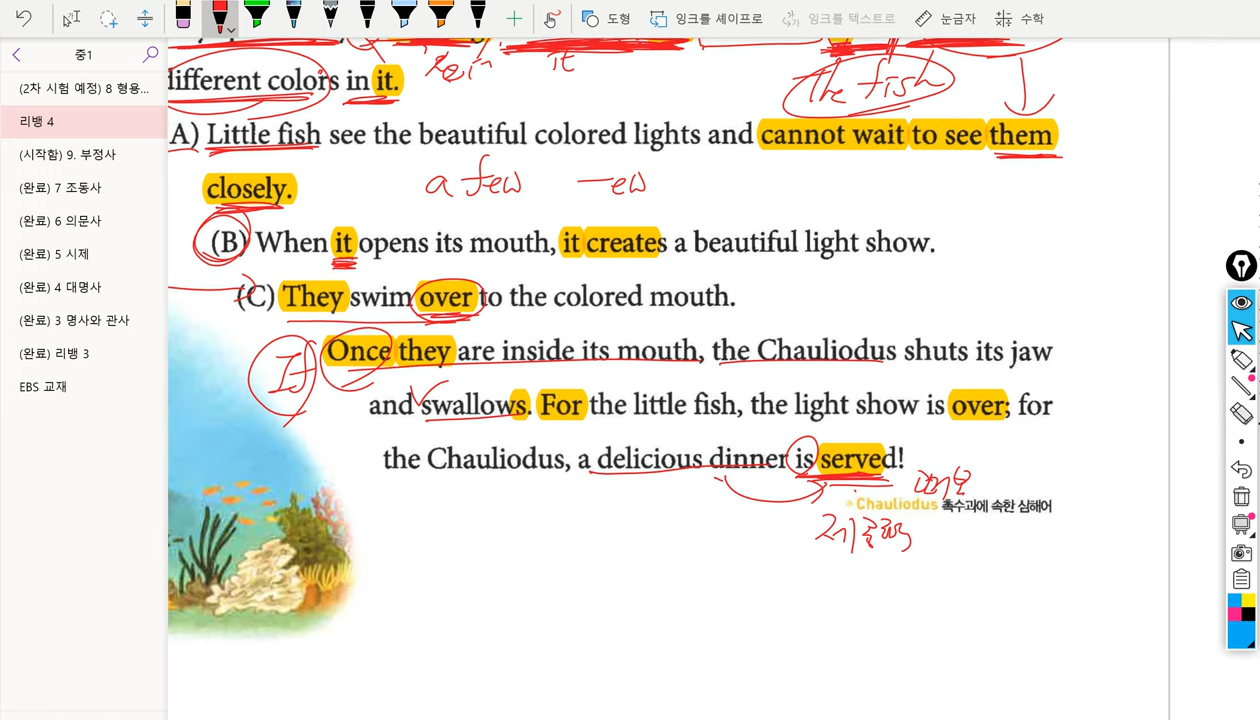 도형
잉크를 셰이프로
잉크를 텍스트로
눈금자
수학
중1
(2차 시험 예정) 8 형용...
리뱅 4
(시작함) 9. 부정사
(완료) 7 조동사
(완료) 6 의문사
(완료) 5 시제
(완료) 4 대명사
(완료) 3 명사와 관사
(완료) 리뱅 3
EBS 교재
it
The fish
different colors in it.
A) Little fish see the beautiful colored lights and cannot wait to see them
closely.
a few
(B) When it opens its mouth, it creates a beautiful light show.
(C) They swim over to the colored mouth.
If
Once they are inside its mouth, the Chauliodus shuts its jaw
and swallows. For the little fish, the light show is over; for
the Chauliodus, a delicious dinner is served!
* Chauliodus 촉수괴에 속한 심해어